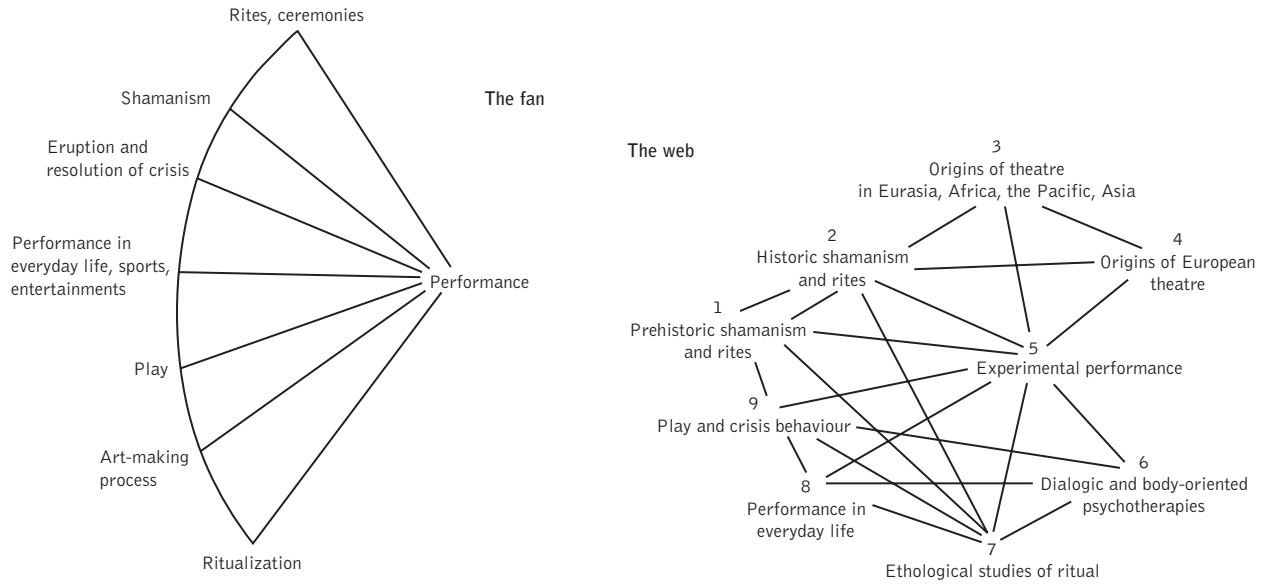 Rites, ceremonies
Shamanism
The fan
Eruption and
resolution of crisis
Performance in
everyday life, sports,
entertainments
Performance
Play
Art-making
process
Ritualization
The web
3
Origins of theatre
in Eurasia, Africa, the Pacific, Asia
2
Historic shamanism
and rites
4
Origins of European
theatre
1
Prehistoric shamanism
and rites
5
Experimental performance
9
Play and crisis behaviour
6
Dialogic and body-oriented
psychotherapies
8
Performance in
everyday life
7
Ethological studies of ritual